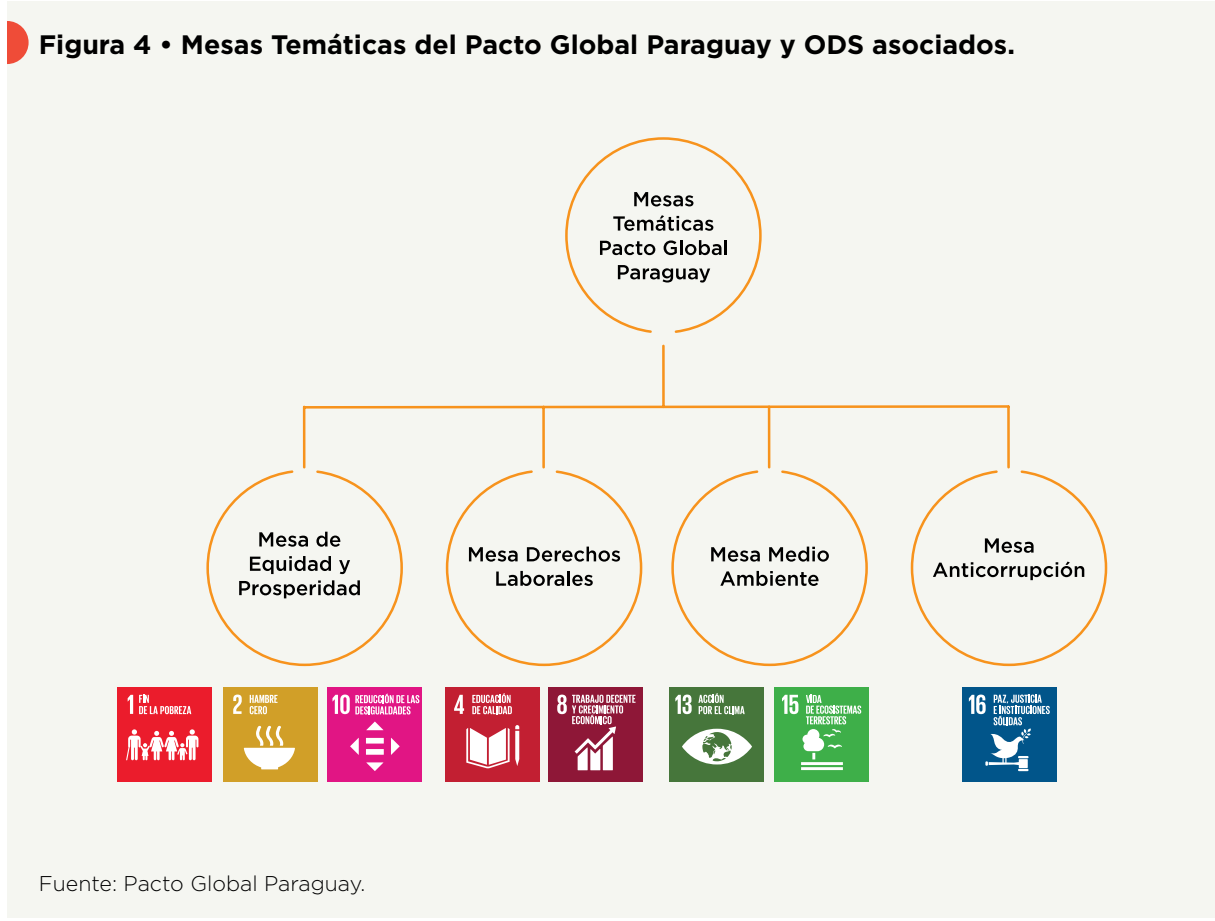 Figura 4 • Mesas Temáticas del Pacto Global Paraguay y ODS asociados.
Mesas
Temáticas
Pacto Global
Paraguay
Mesa de
Equidad y
Prosperidad
Mesa Derechos
Laborales
Mesa Medio
Ambiente
Mesa
Anticorrupción
1 FIN
DE LA POBREZA
2 HAMBRE
CERO
10 REDUCCIÓN DE LAS
DESIGUALDADES
4 EDUCACIÓN
DE CALIDAD
8 TRABAJO DECENTE
Y CRECIMIENTO
ECONÓMICO
13 ACCIÓN
POR EL CLIMA
15 VIDA
DE ECOSISTEMAS
TERRESTRES
16 PAZ, JUSTICIA
E INSTITUCIONES
SÓLIDAS
Fuente: Pacto Global Paraguay.